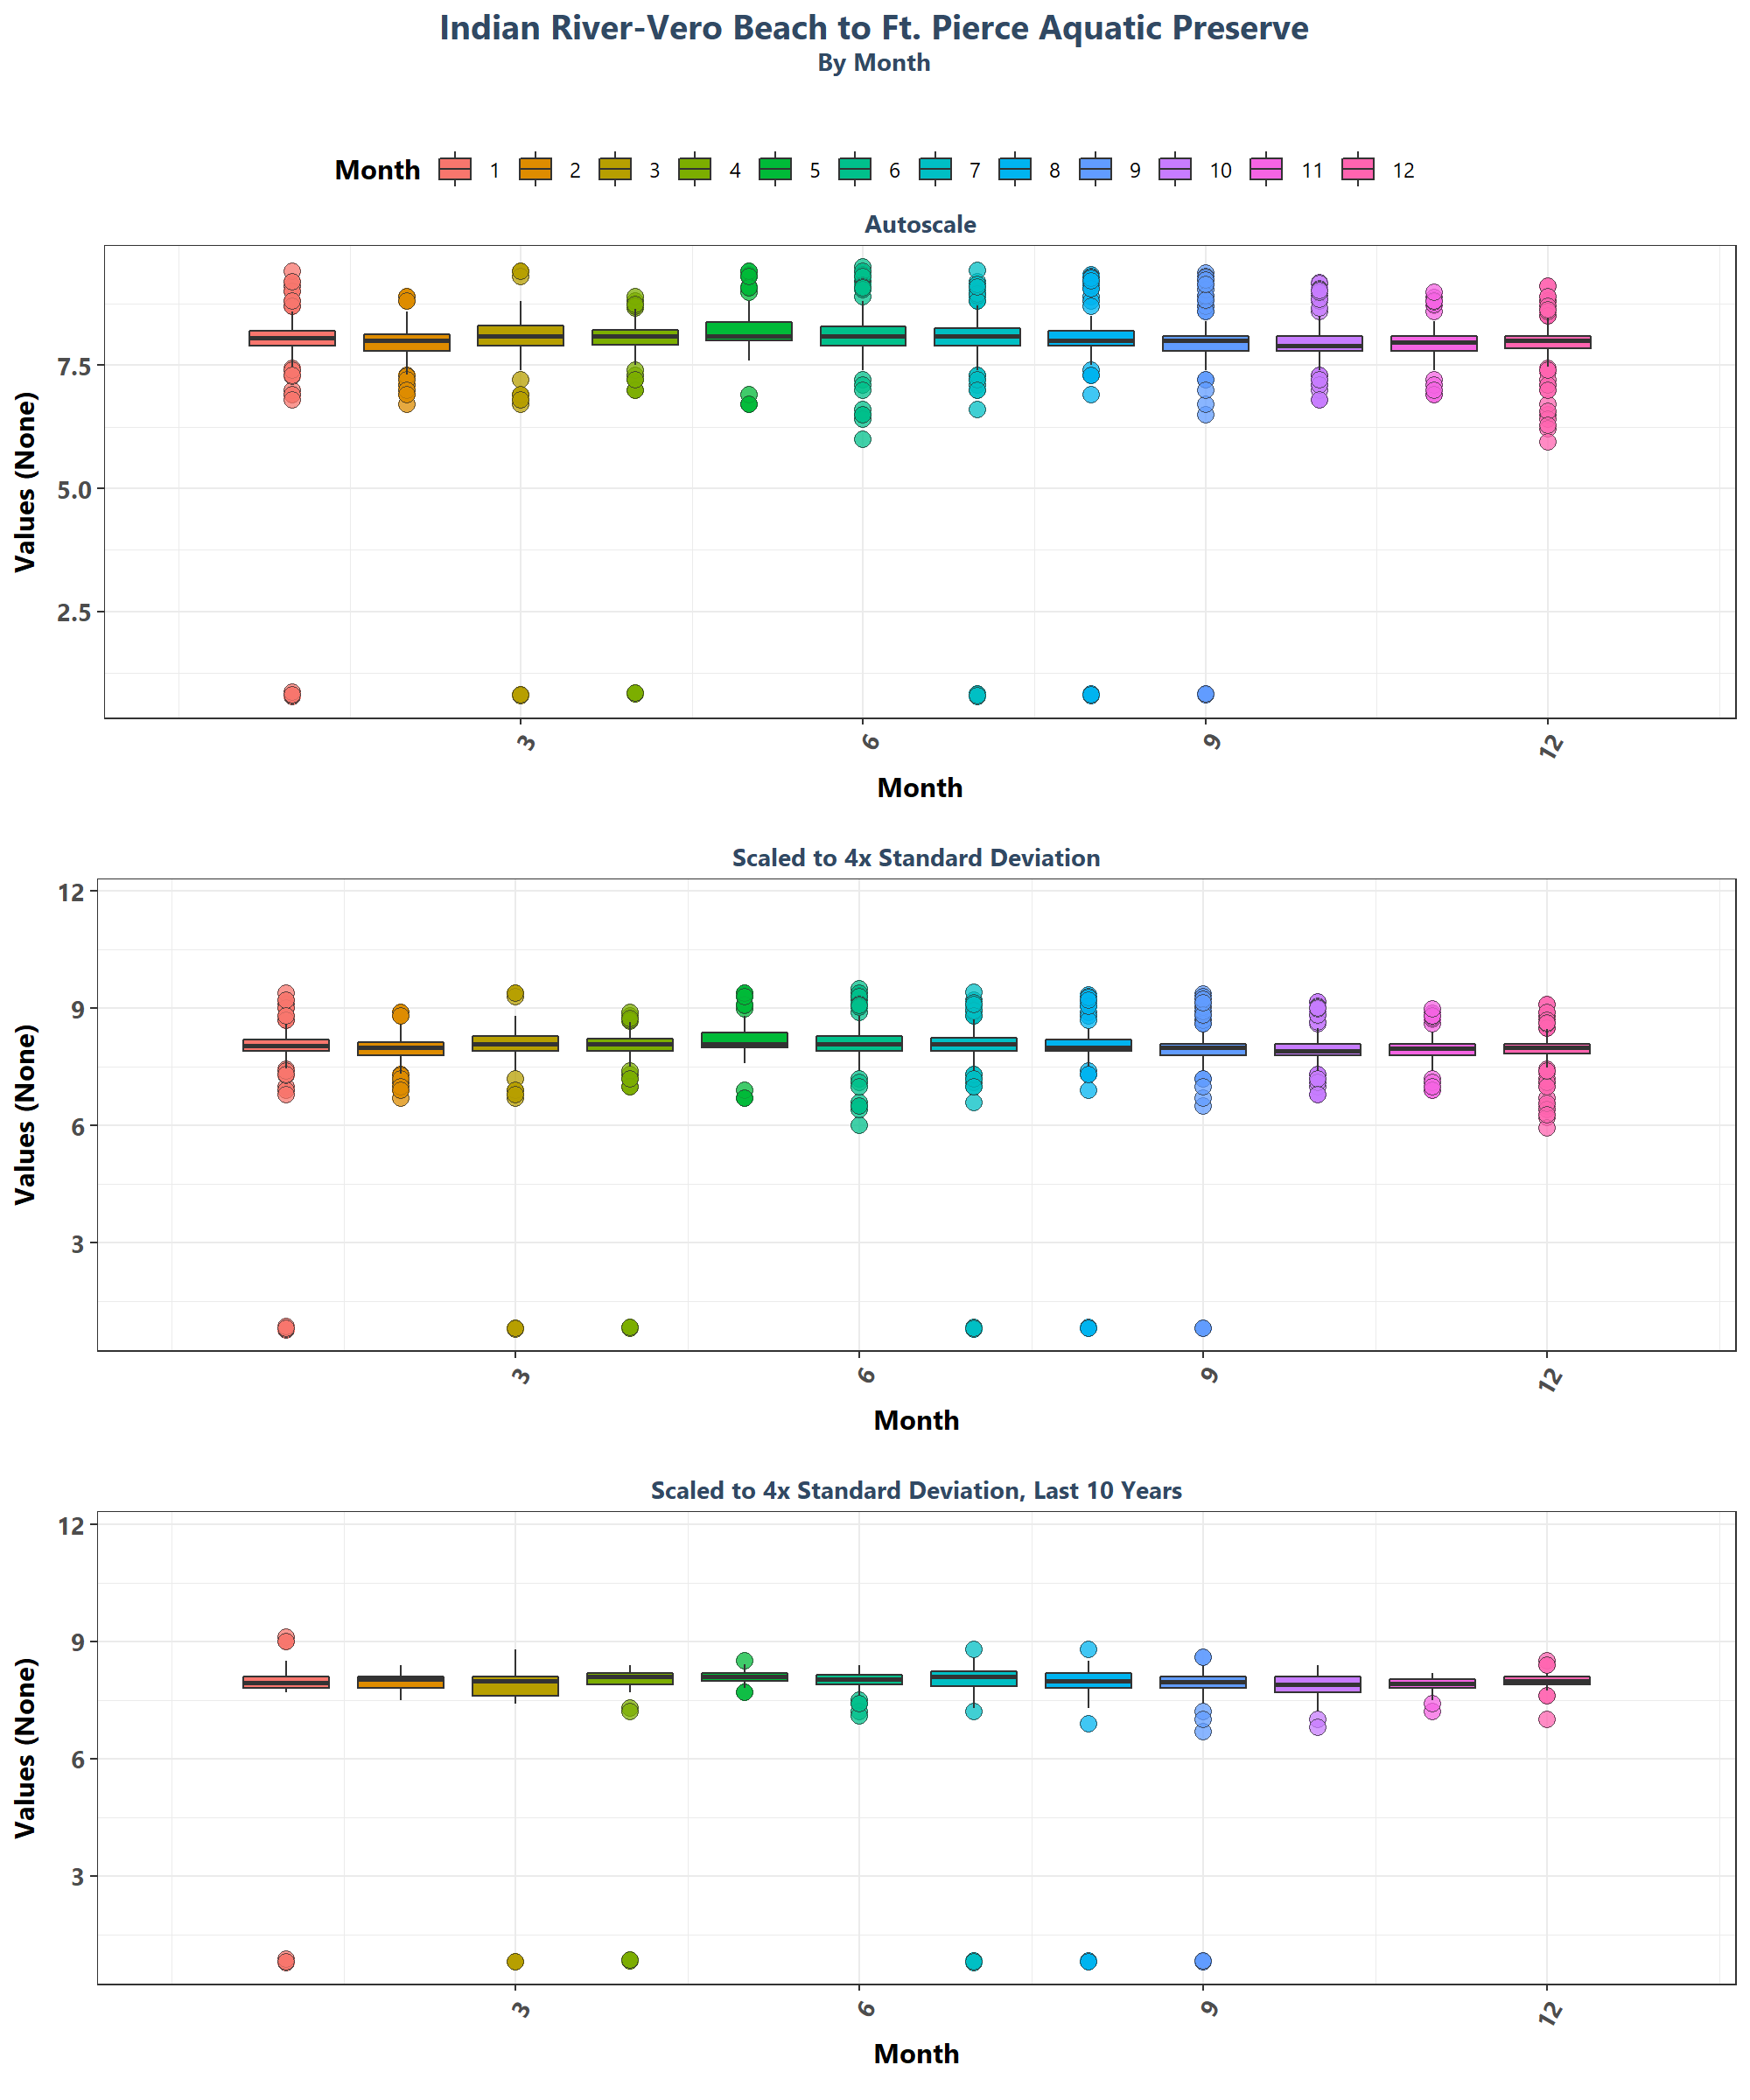 Indian River-Vero Beach to Ft. Pierce Aquatic Preserve
By Month
Month 1 2 3 4 5 6 7 8 9 10 11 12
Autoscale
Values (None)
7.5
5.0
2.5
3 6 9 12
Month
Scaled to 4x Standard Deviation
Values (None)
12
9
6
3
3 6 9 12
Month
Scaled to 4x Standard Deviation, Last 10 Years
Values (None)
12
9
6
3
3 6 9 12
Month